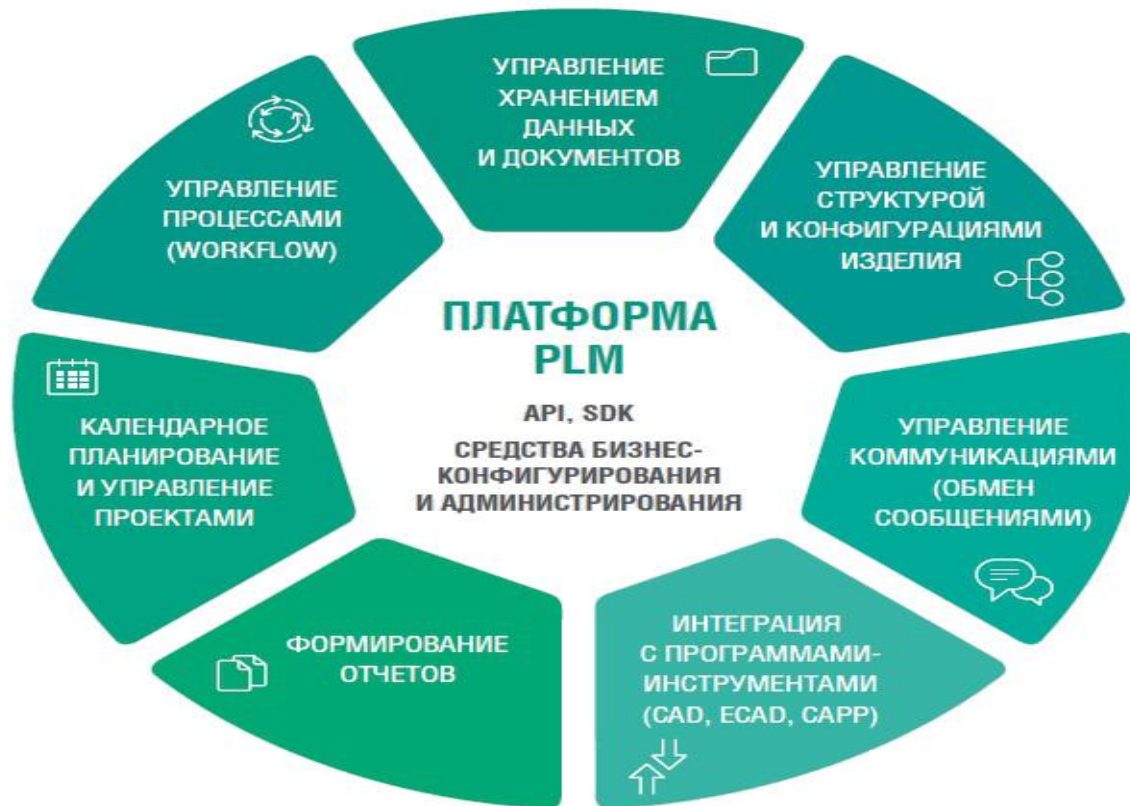 УПРАВЛЕНИЕ
ХРАНЕНИЕМ
ДАННЫХ
И ДОКУМЕНТОВ
УПРАВЛЕНИЕ
СТРУКТУРОЙ
И КОНФИГУРАЦИЯМИ
ИЗДЕЛИЯ
УПРАВЛЕНИЕ
КОММУНИКАЦИЯМИ
(ОБМЕН
СООБЩЕНИЯМИ)
ИНТЕГРАЦИЯ
С ПРОГРАММАМИ-
ИНСТРУМЕНТАМИ
(CAD, ECAD, CAPP)
ФОРМИРОВАНИЕ
ОТЧЕТОВ
КАЛЕНДАРНОЕ
ПЛАНИРОВАНИЕ
И УПРАВЛЕНИЕ
ПРОЕКТАМИ
УПРАВЛЕНИЕ
ПРОЦЕССАМИ
(WORKFLOW)
ПЛАТФОРМА
PLM
API, SDK
СРЕДСТВА БИЗНЕС-
КОНФИГУРИРОВАНИЯ
И АДМИНИСТРИРОВАНИЯ